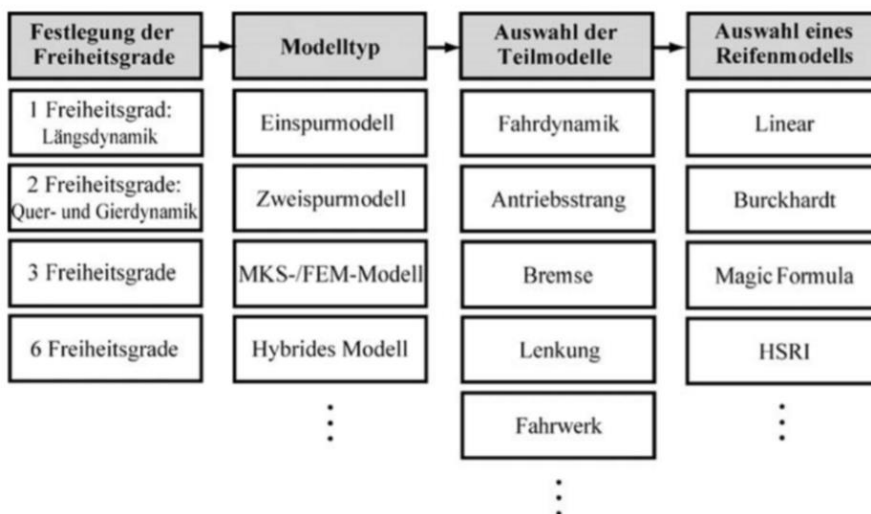 Festlegung der
Freiheitsgrade
Modelltyp
Auswahl der
Teilmodelle
Auswahl eines
Reifenmodells
1 Freiheitsgrad:
Längsdynamik
Einspurmodell
Fahrdynamik
Linear
2 Freiheitsgrade:
Quer- und Gierdynamik
Zweispurmodell
Antriebsstrang
Burckhardt
3 Freiheitsgrade
MKS-/FEM-Modell
Bremse
Magic Formula
6 Freiheitsgrade
Hybrides Modell
Lenkung
HSRI
Fahrwerk